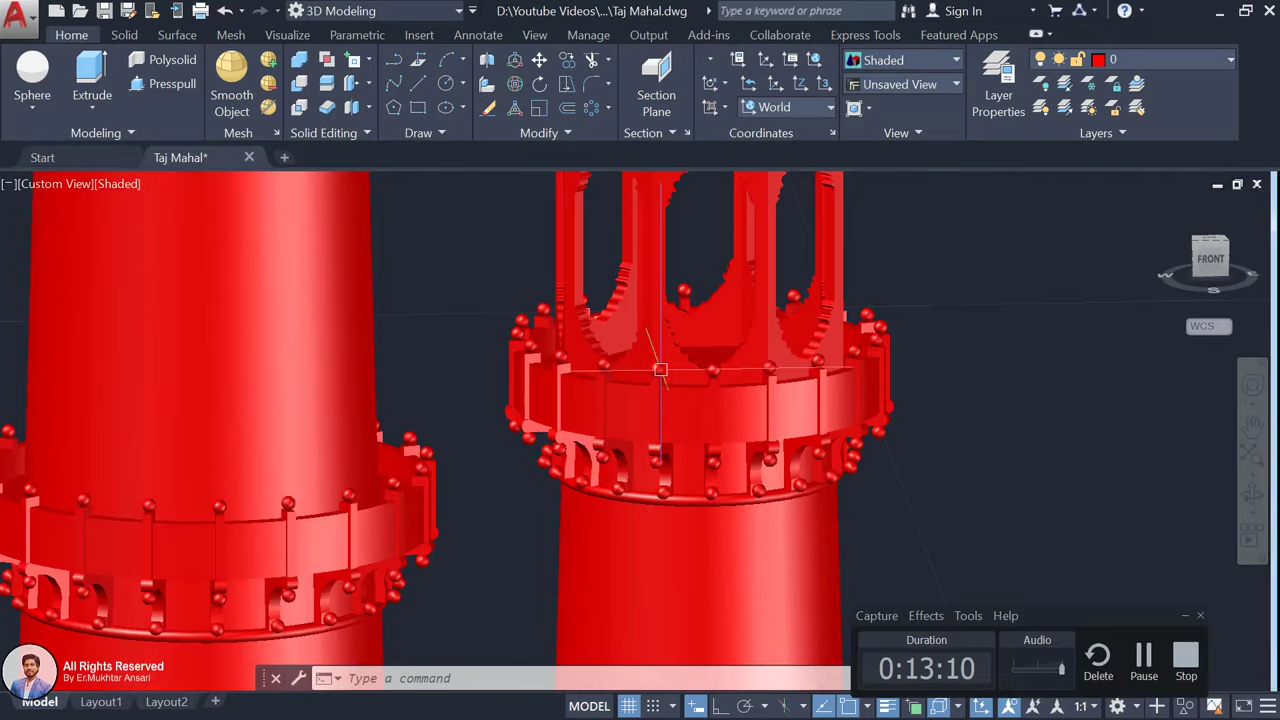 3D Modeling D:\Youtube Videos\...\Taj Mahal.dwg Type a keyword or phrase Sign In
Home Solid Surface Mesh Visualize Parametric Insert Annotate View Manage Output Add-ins Collaborate Express Tools Featured Apps
Polysolid Shaded 0
Presspull Unsaved View
Sphere Extrude Smooth Object Section Plane World Layer Properties
Modeling Mesh Solid Editing Draw Modify Section Coordinates View Layers
Start Taj Mahal*
[−][Custom View][Shaded]
FRONT
W S
WCS
Capture Effects Tools Help
Duration Audio
0:13:10 Delete Pause Stop
All Rights Reserved
By Er.Mukhtar Ansari
Type a command
Model Layout1 Layout2 MODEL 1:1